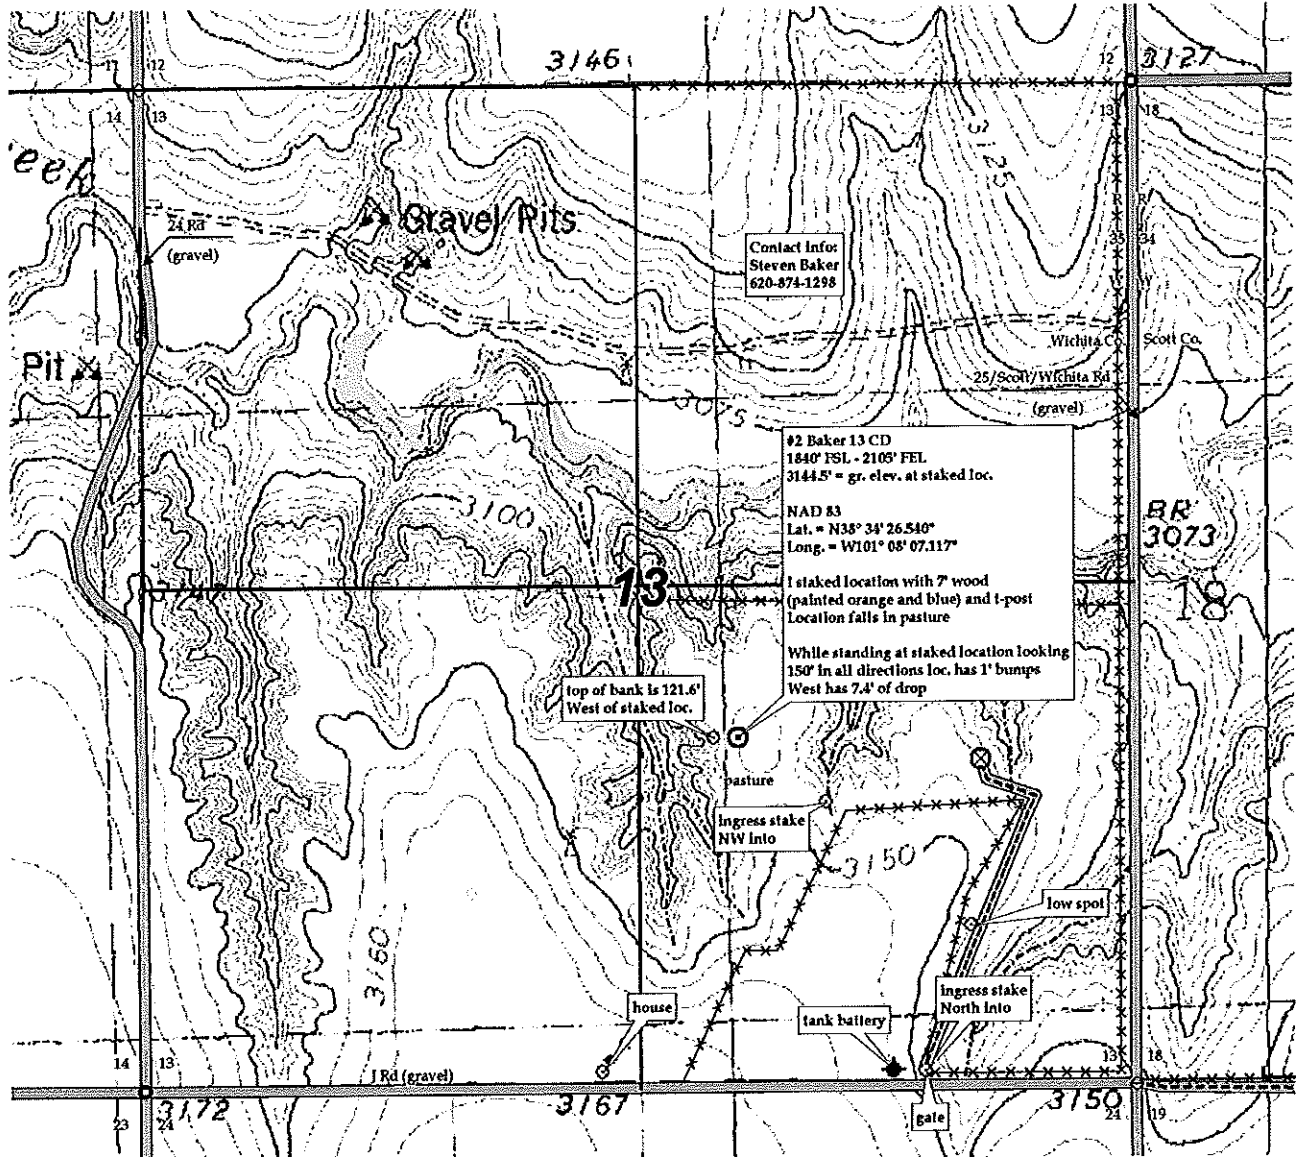 3146
3127
11
12
12
14
13
13
18
3125
eek
Gravel Pits
24 Rd
(gravel)
R
R
35
34
W
W
Contact Info:
Steven Baker
620-874-1298
Wichita Co.
Scott Co.
Pit
25/Scott/Wichita Rd
(gravel)
3075
#2 Baker 13 CD
1840' FSL - 2105' FEL
3144.5' = gr. elev. at staked loc.
NAD 83
Lat. = N38° 34' 26.540"
Long. = W101° 08' 07.117"
I staked location with 7' wood
(painted orange and blue) and t-post
Location falls in pasture
While standing at staked location looking
150' in all directions loc. has 1' bumps
West has 7.4' of drop
3100
BR
3073
13
18
top of bank is 121.6'
West of staked loc.
pasture
ingress stake
NW into
3150
low spot
3160
ingress stake
North into
house
tank battery
14
13
13
18
J Rd (gravel)
3172
3167
3150
23
24
24
19
gate